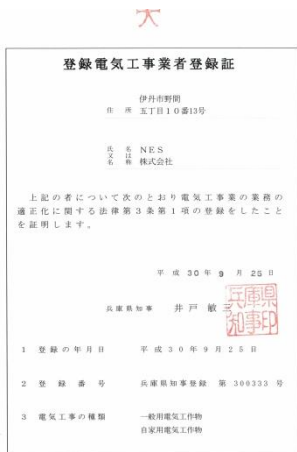 登録電気工事業者登録証
伊丹市野間
住所 五丁目10番13号
氏名 NES
又は
名称 株式会社
上記の者について次のとおり電気工事業の業務の
適正化に関する法律第3条第1項の登録をしたこと
を証明します。
平成30年9月25日
兵庫県知事 井戸敏三
兵庫県
知事印
1 登録の年月日 平成30年9月25日
2 登録番号 兵庫県知事登録 第300333号
3 電気工事の種類 一般用電気工作物
自家用電気工作物